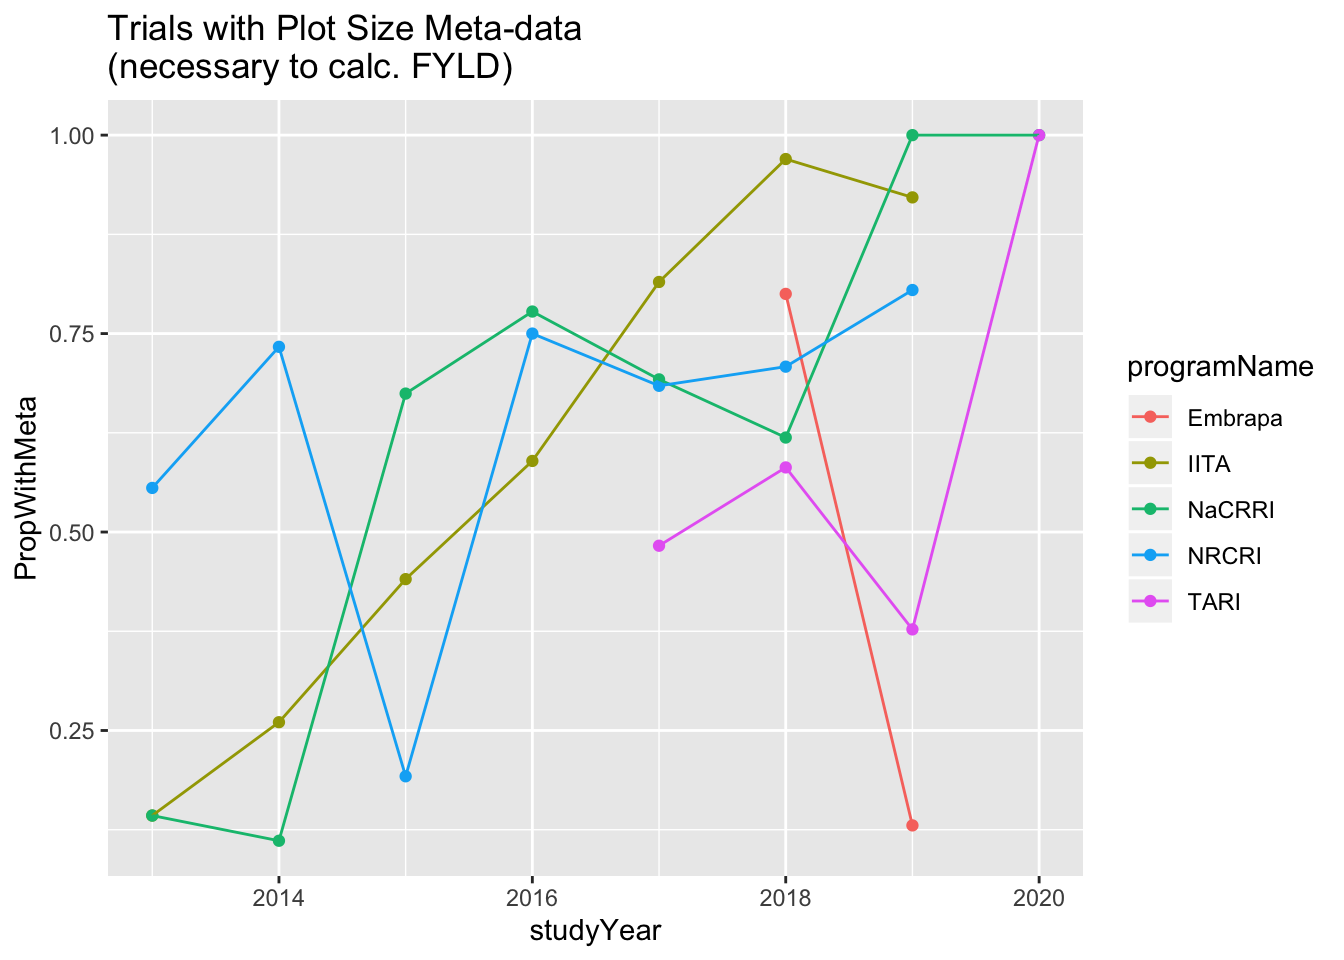 Trials with Plot Size Meta-data
(necessary to calc. FYLD)
1.00
0.75
0.50
0.25
PropWithMeta
2014
2016
2018
2020
studyYear
programName
Embrapa
IITA
NaCRRI
NRCRI
TARI